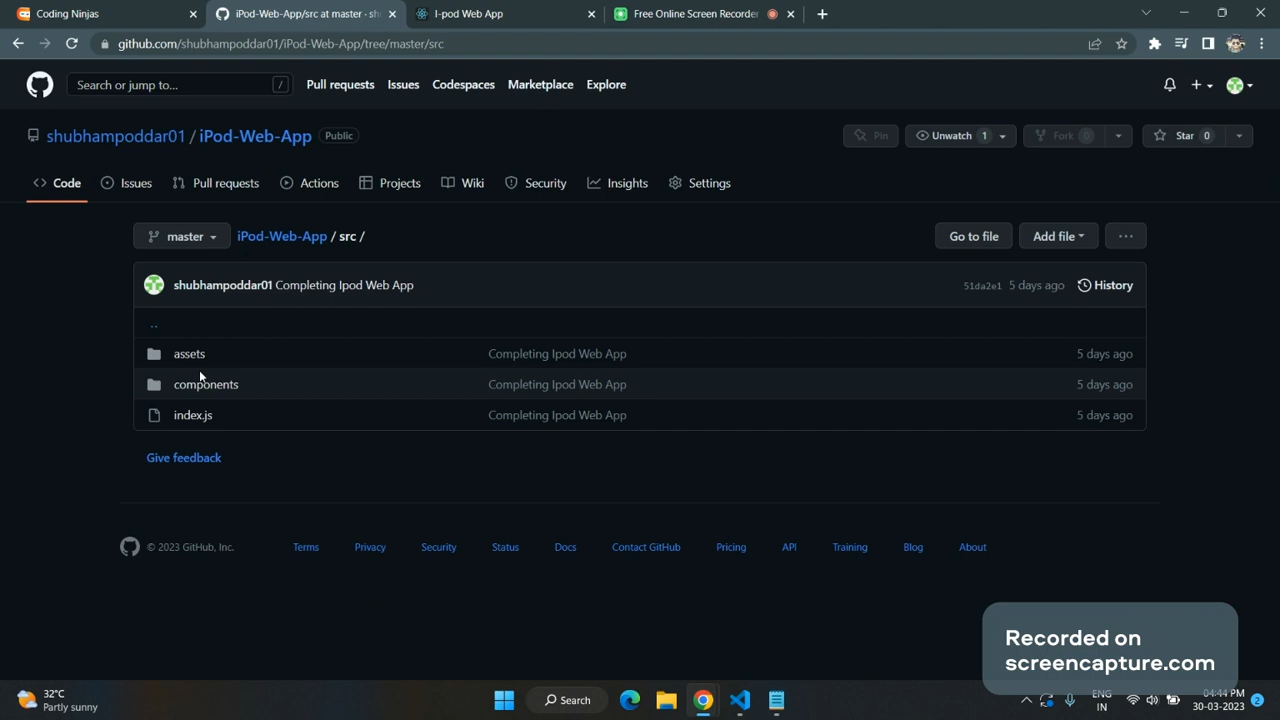 Coding Ninjas
iPod-Web-App/src at master · sh
I-pod Web App
Free Online Screen Recorder
github.com/shubhampoddar01/iPod-Web-App/tree/master/src
Search or jump to...
/
Pull requests
Issues
Codespaces
Marketplace
Explore
shubhampoddar01 / iPod-Web-App
Public
Pin
Unwatch 1
Fork 0
Star 0
Code
Issues
Pull requests
Actions
Projects
Wiki
Security
Insights
Settings
master
iPod-Web-App / src /
Go to file
Add file
...
shubhampoddar01 Completing Ipod Web App
51da2e1 5 days ago
History
..
assets
Completing Ipod Web App
5 days ago
components
Completing Ipod Web App
5 days ago
index.js
Completing Ipod Web App
5 days ago
Give feedback
© 2023 GitHub, Inc.
Terms
Privacy
Security
Status
Docs
Contact GitHub
Pricing
API
Training
Blog
About
Recorded on
screencapture.com
32°C
Partly sunny
Search
ENG
IN
04:44 PM
30-03-2023
2